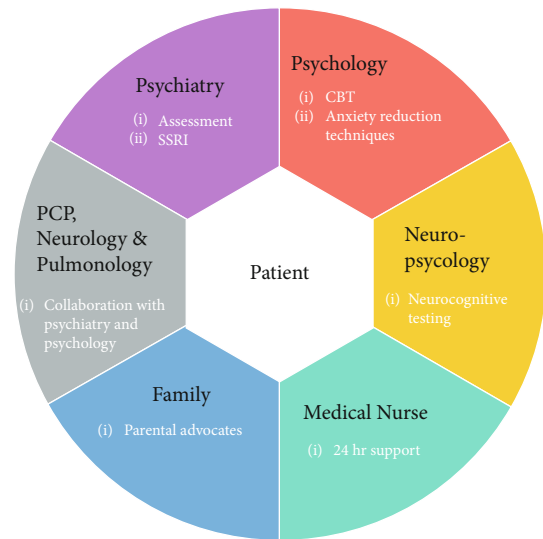 Psychiatry
(i) Assessment
(ii) SSRI
Psychology
(i) CBT
(ii) Anxiety reduction
techniques
Neuro-
psycology
(i) Neurocognitive
testing
Medical Nurse
(i) 24 hr support
Family
(i) Parental advocates
PCP,
Neurology &
Pulmonology
(i) Collaboration with
psychiatry and
psychology
Patient